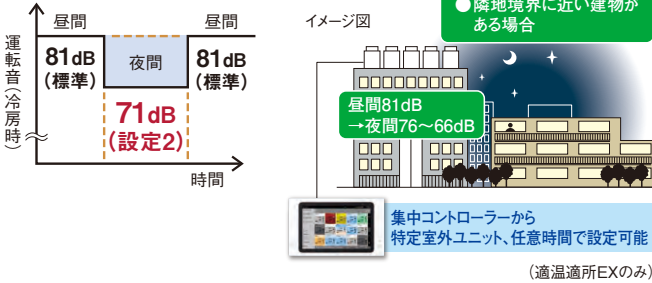 昼間
夜間
昼間
81dB
(標準)
81dB
(標準)
71dB
(設定2)
運転音(冷房時)
時間
イメージ図
●隣地境界に近い建物が
ある場合
昼間81dB
→夜間76〜66dB
集中コントローラーから
特定室外ユニット、任意時間で設定可能
(適温適所EXのみ)